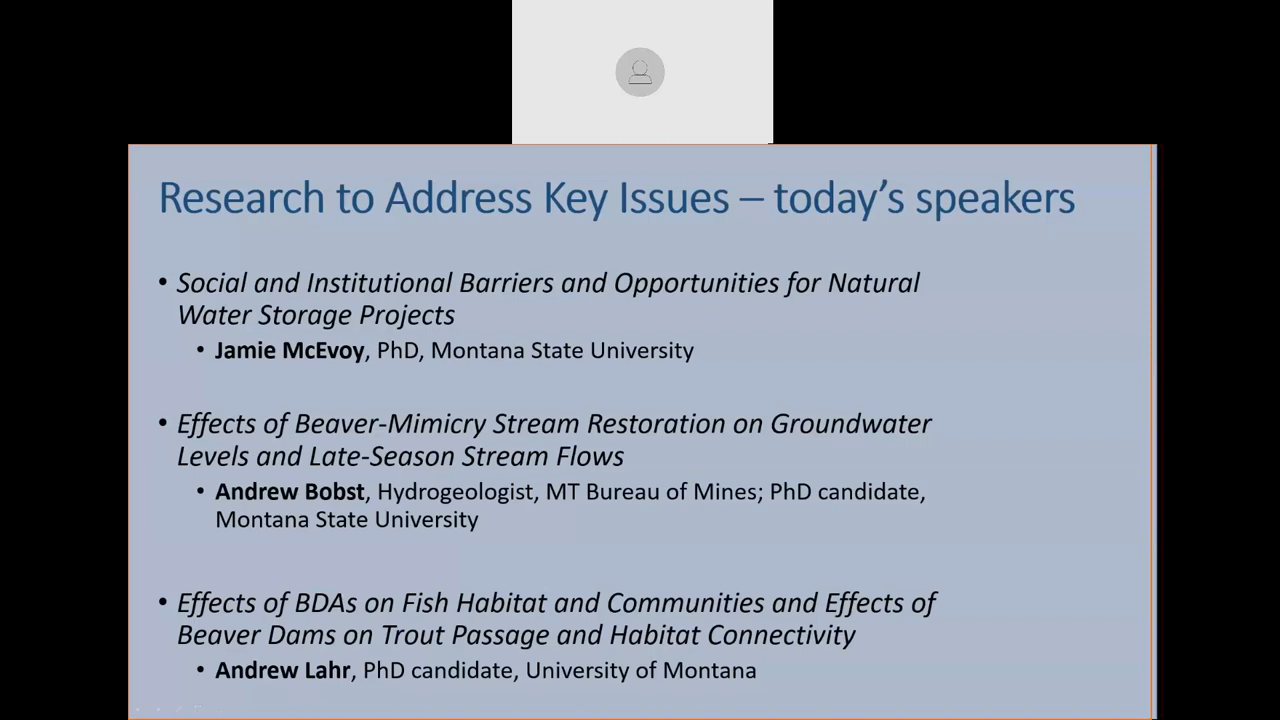 Research to Address Key Issues – today’s speakers
• Social and Institutional Barriers and Opportunities for Natural
Water Storage Projects
• Jamie McEvoy, PhD, Montana State University
• Effects of Beaver-Mimicry Stream Restoration on Groundwater
Levels and Late-Season Stream Flows
• Andrew Bobst, Hydrogeologist, MT Bureau of Mines; PhD candidate,
Montana State University
• Effects of BDAs on Fish Habitat and Communities and Effects of
Beaver Dams on Trout Passage and Habitat Connectivity
• Andrew Lahr, PhD candidate, University of Montana